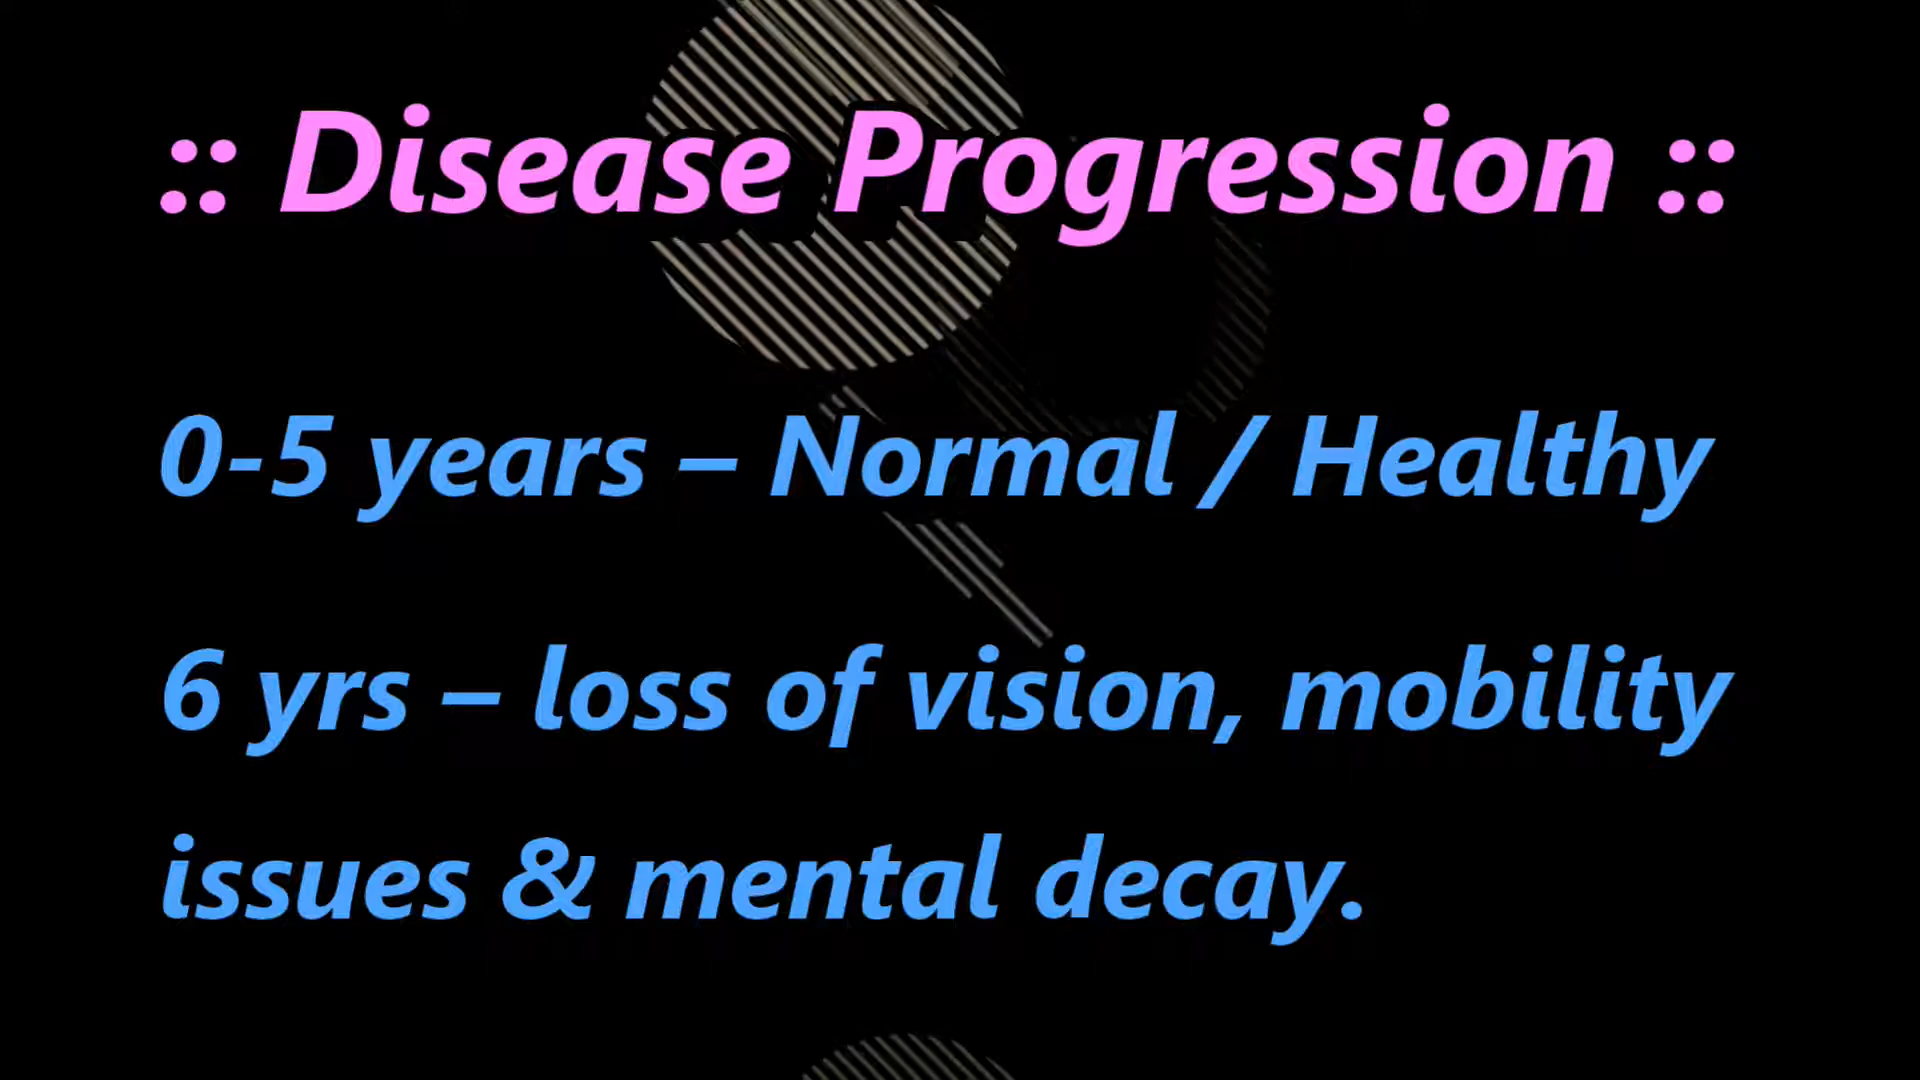 :: Disease Progression ::
0-5 years – Normal / Healthy
6 yrs – loss of vision, mobility
issues & mental decay.